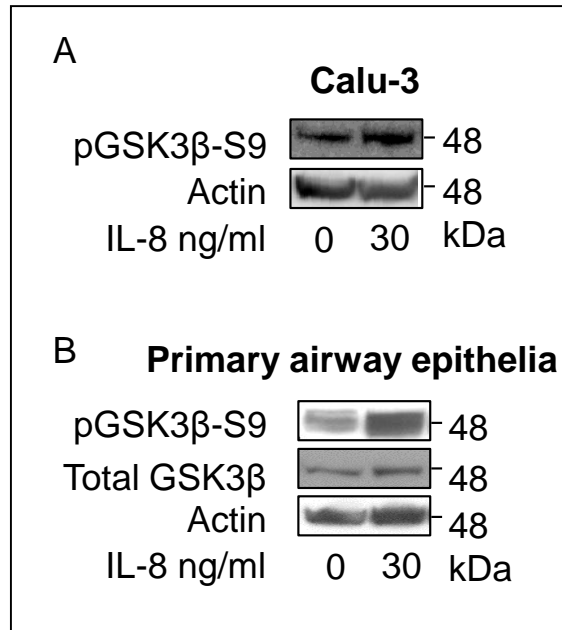 A
Calu-3
pGSK3β-S9 48
Actin 48
IL-8 ng/ml 0 30 kDa
B
Primary airway epithelia
pGSK3β-S9 48
Total GSK3β 48
Actin 48
IL-8 ng/ml 0 30 kDa